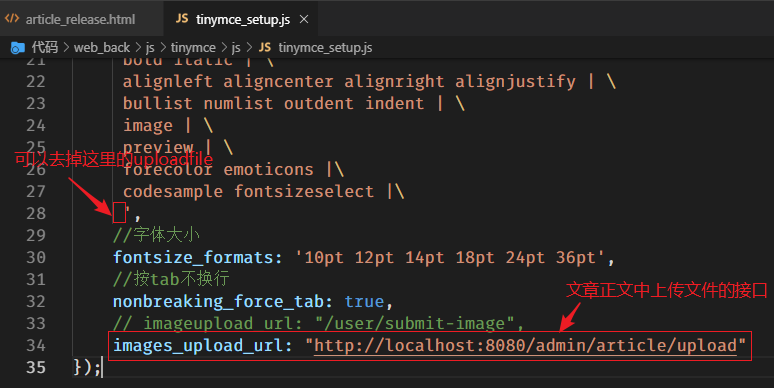 article_release.html
JS tinymce_setup.js ×
代码 > web_back > js > tinymce > js > JS tinymce_setup.js
21 bold italic | \
22 alignleft aligncenter alignright alignjustify | \
23 bullist numlist outdent indent | \
24 image | \
25 preview | \
可以去掉这里的uploadfile
26 forecolor emoticons |\
27 codesample fontsizeselect |\
28 ',
29 //字体大小
30 fontsize_formats: '10pt 12pt 14pt 18pt 24pt 36pt',
31 //按tab不换行
文章正文中上传文件的接口
32 nonbreaking_force_tab: true,
33 // imageupload_url: "/user/submit-image",
34 images_upload_url: "http://localhost:8080/admin/article/upload"
35 });